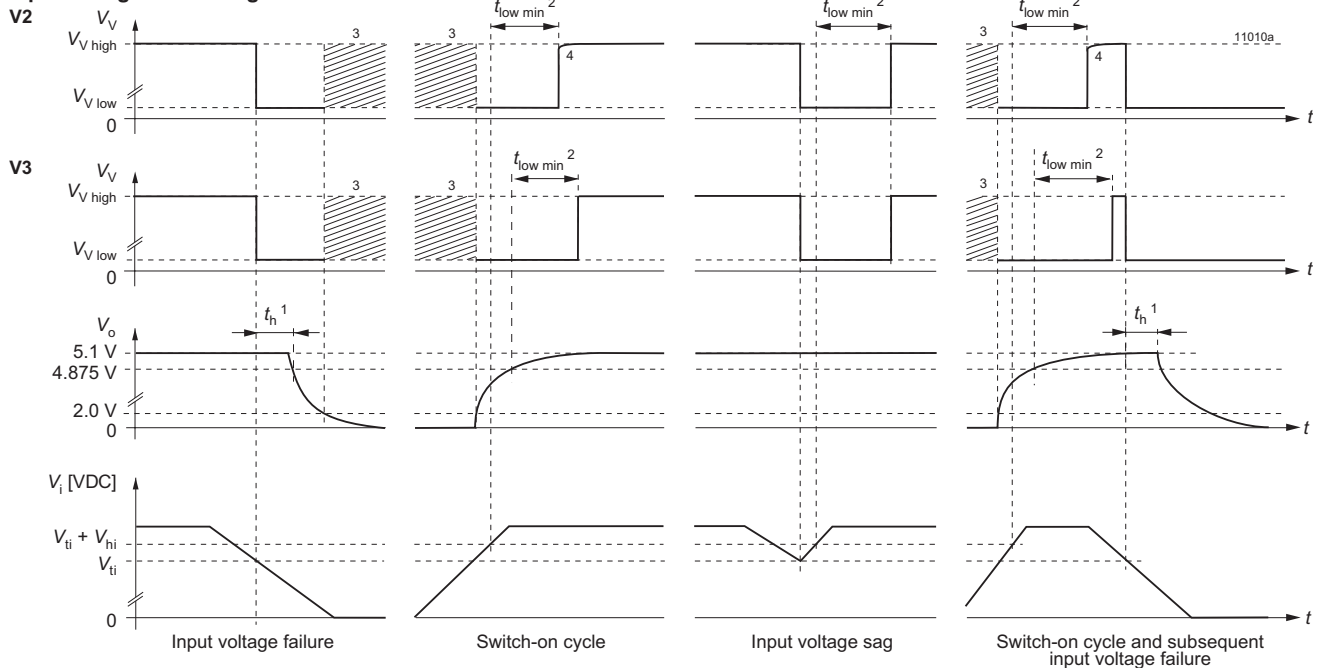 V2
V_V
V_V high
V_V low
0
3
3
t_low min 2
4
t_low min 2
3
t_low min 2
4
11010a
t
V3
V_V
V_V high
V_V low
0
3
3
t_low min 2
3
t_low min 2
t
V_o
5.1 V
4.875 V
2.0 V
0
t_h 1
t_h 1
t
V_i [VDC]
V_ti + V_hi
V_ti
0
t
Input voltage failure
Switch-on cycle
Input voltage sag
Switch-on cycle and subsequent
input voltage failure